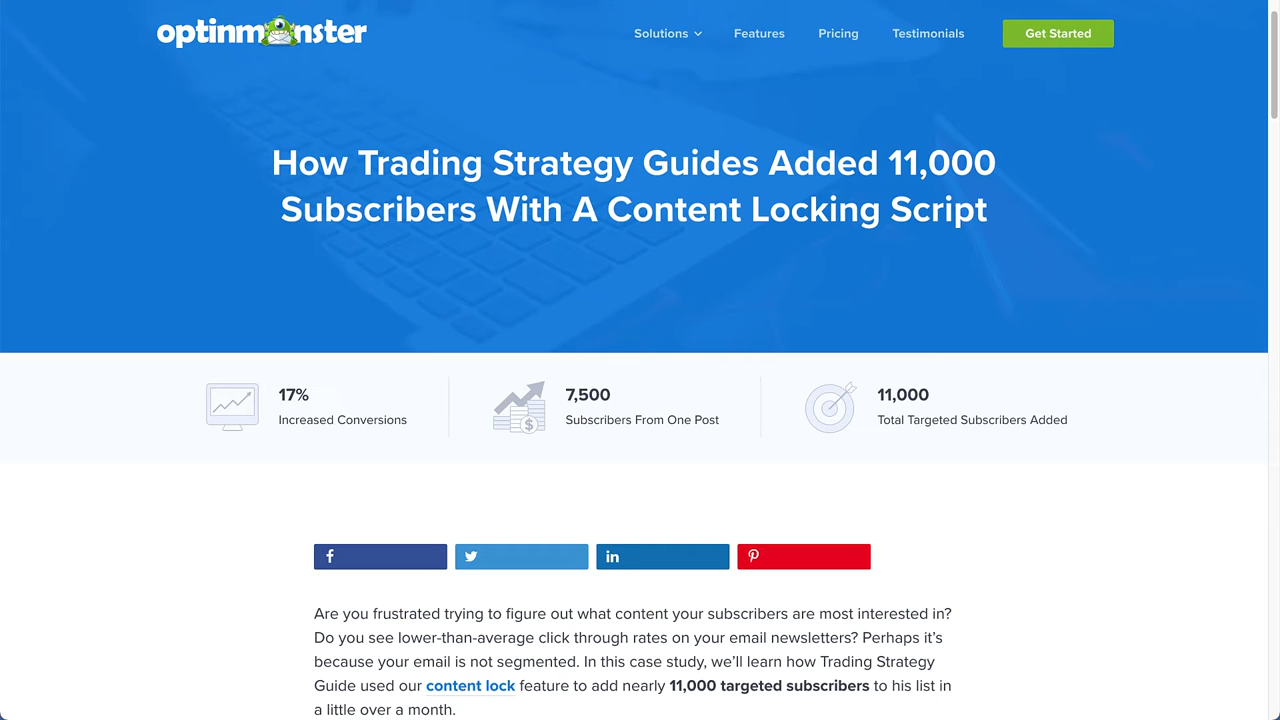 optinmonster
Solutions
Features
Pricing
Testimonials
Get Started
How Trading Strategy Guides Added 11,000
Subscribers With A Content Locking Script
17%
Increased Conversions
7,500
Subscribers From One Post
11,000
Total Targeted Subscribers Added
Are you frustrated trying to figure out what content your subscribers are most interested in?
Do you see lower-than-average click through rates on your email newsletters? Perhaps it’s
because your email is not segmented. In this case study, we’ll learn how Trading Strategy
Guide used our content lock feature to add nearly 11,000 targeted subscribers to his list in
a little over a month.